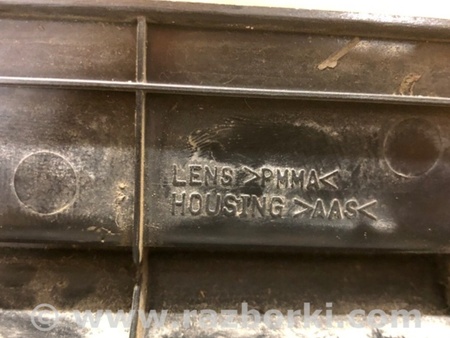 LENS >PMMA<
HOUSING >AAS<
© www.razborki.com